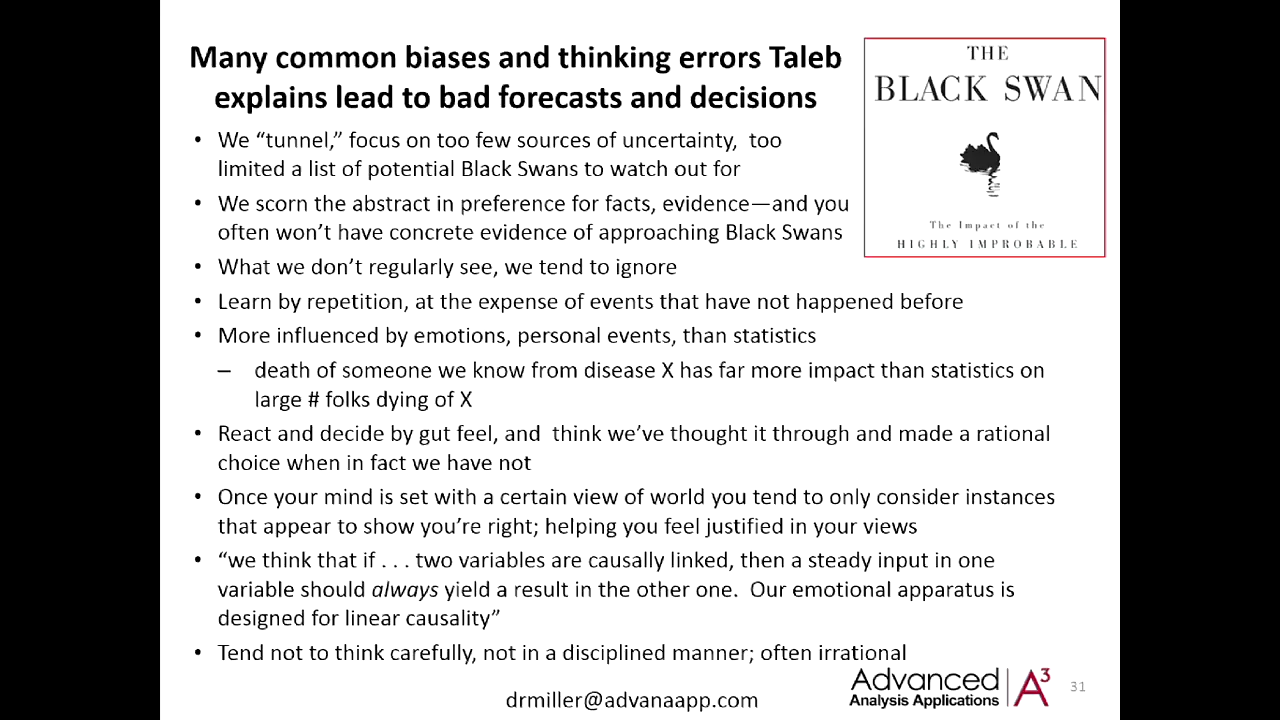 Many common biases and thinking errors Taleb
explains lead to bad forecasts and decisions
THE
BLACK SWAN
The Impact of the
HIGHLY IMPROBABLE
• We “tunnel,” focus on too few sources of uncertainty,  too
limited a list of potential Black Swans to watch out for
• We scorn the abstract in preference for facts, evidence—and you
often won’t have concrete evidence of approaching Black Swans
• What we don’t regularly see, we tend to ignore
• Learn by repetition, at the expense of events that have not happened before
• More influenced by emotions, personal events, than statistics
– death of someone we know from disease X has far more impact than statistics on
large # folks dying of X
• React and decide by gut feel, and  think we’ve thought it through and made a rational
choice when in fact we have not
• Once your mind is set with a certain view of world you tend to only consider instances
that appear to show you’re right; helping you feel justified in your views
• “we think that if . . . two variables are causally linked, then a steady input in one
variable should always yield a result in the other one.  Our emotional apparatus is
designed for linear causality”
• Tend not to think carefully, not in a disciplined manner; often irrational
drmiller@advanaapp.com
Advanced
Analysis Applications
A3
31